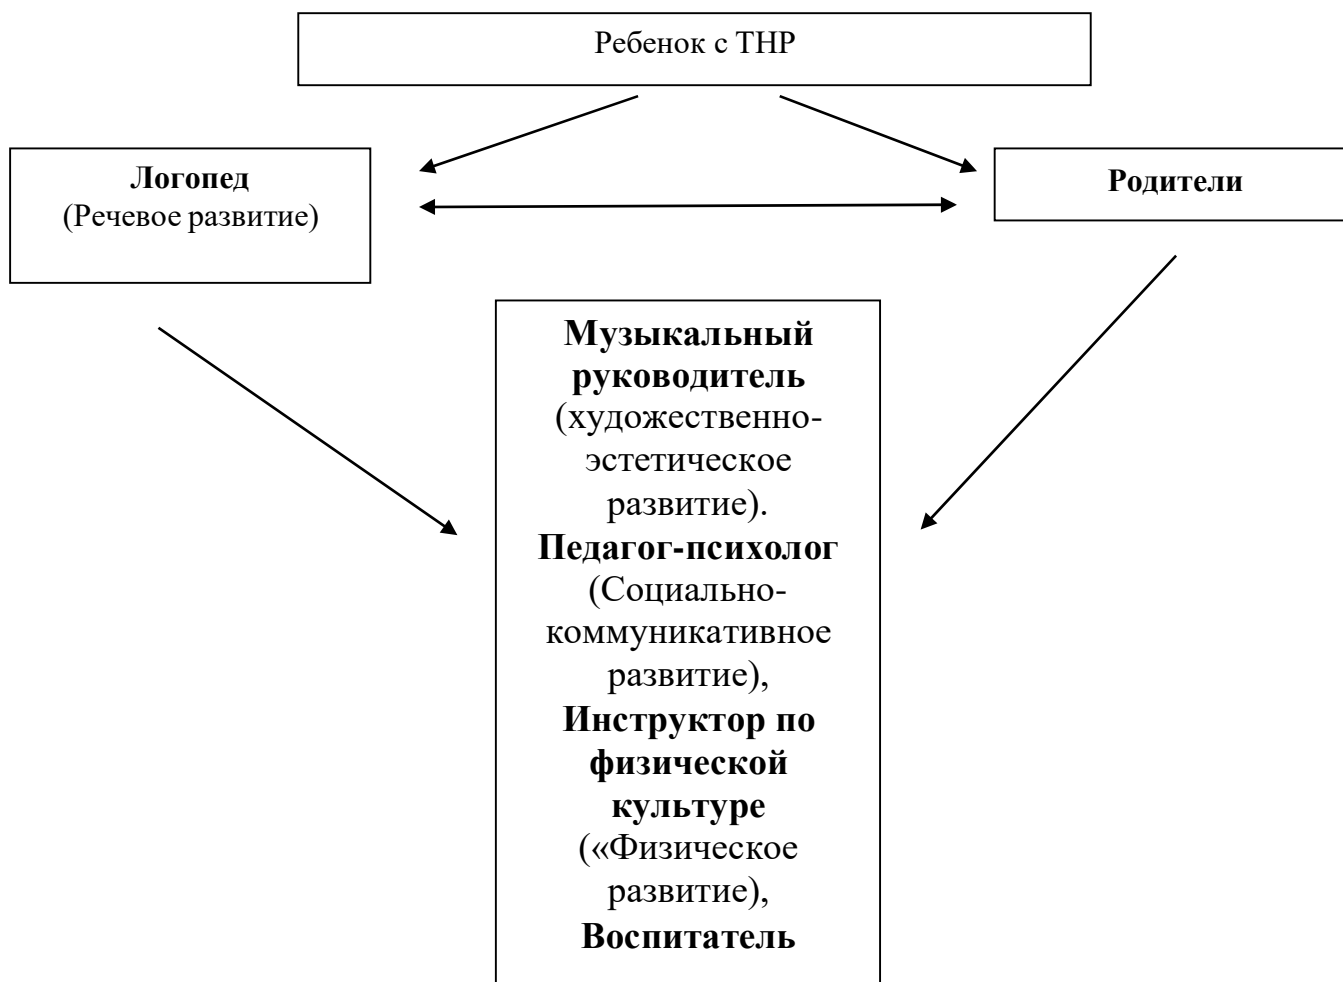 Ребенок с ТНР
Логопед
(Речевое развитие)
Родители
Музыкальный
руководитель
(художественно-
эстетическое
развитие).
Педагог-психолог
(Социально-
коммуникативное
развитие),
Инструктор по
физической
культуре
(«Физическое
развитие),
Воспитатель